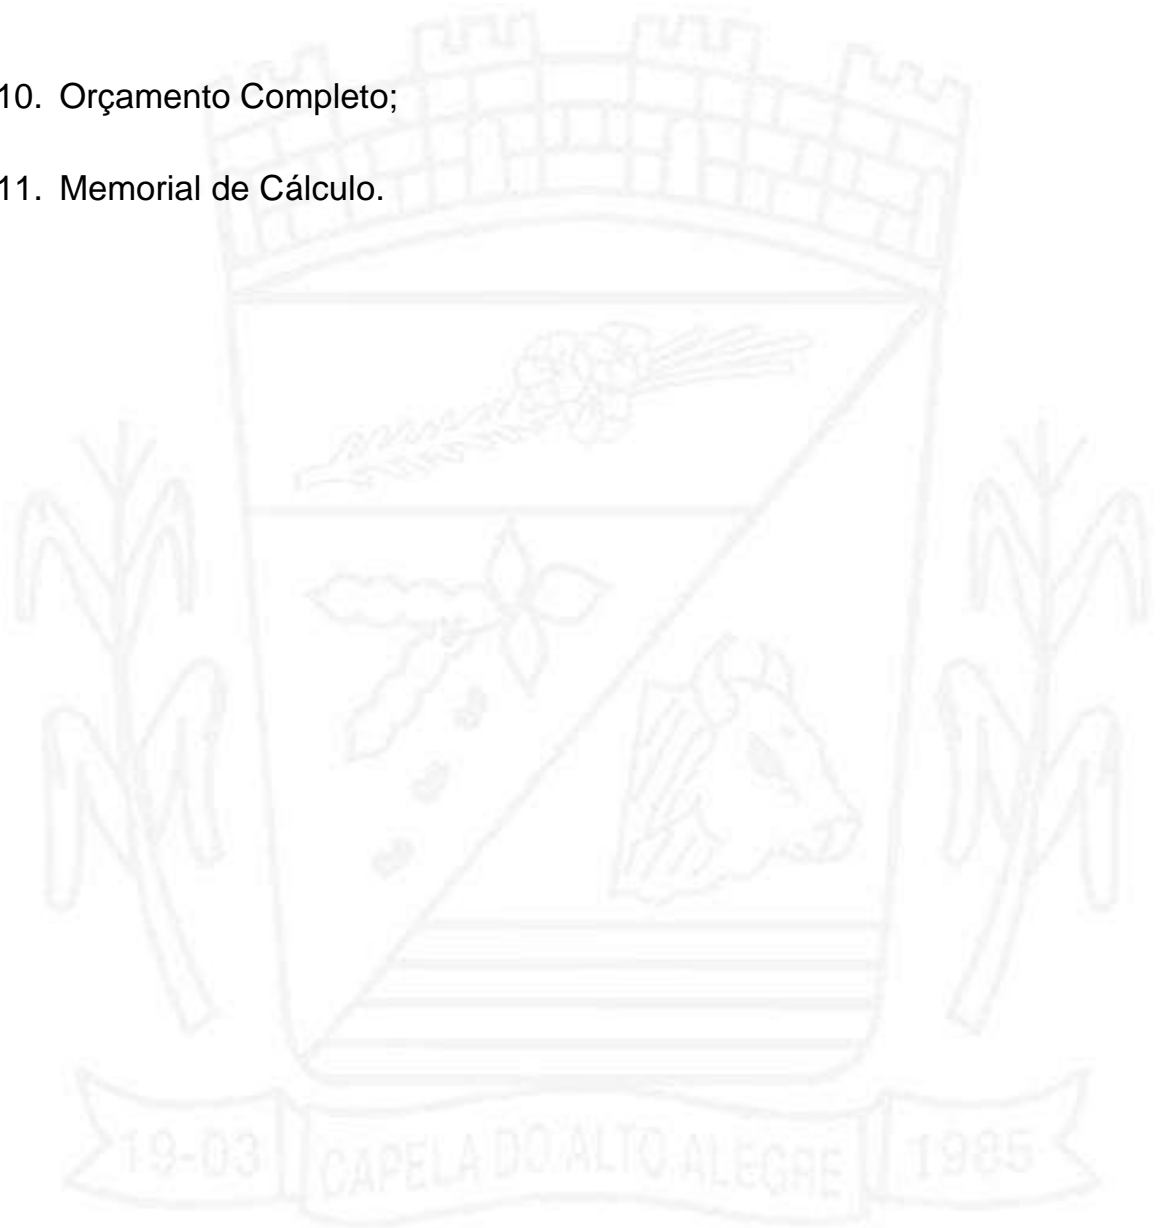 10. Orçamento Completo;
11. Memorial de Cálculo.
19-03 CAPELA DO ALTO ALEGRE 1985